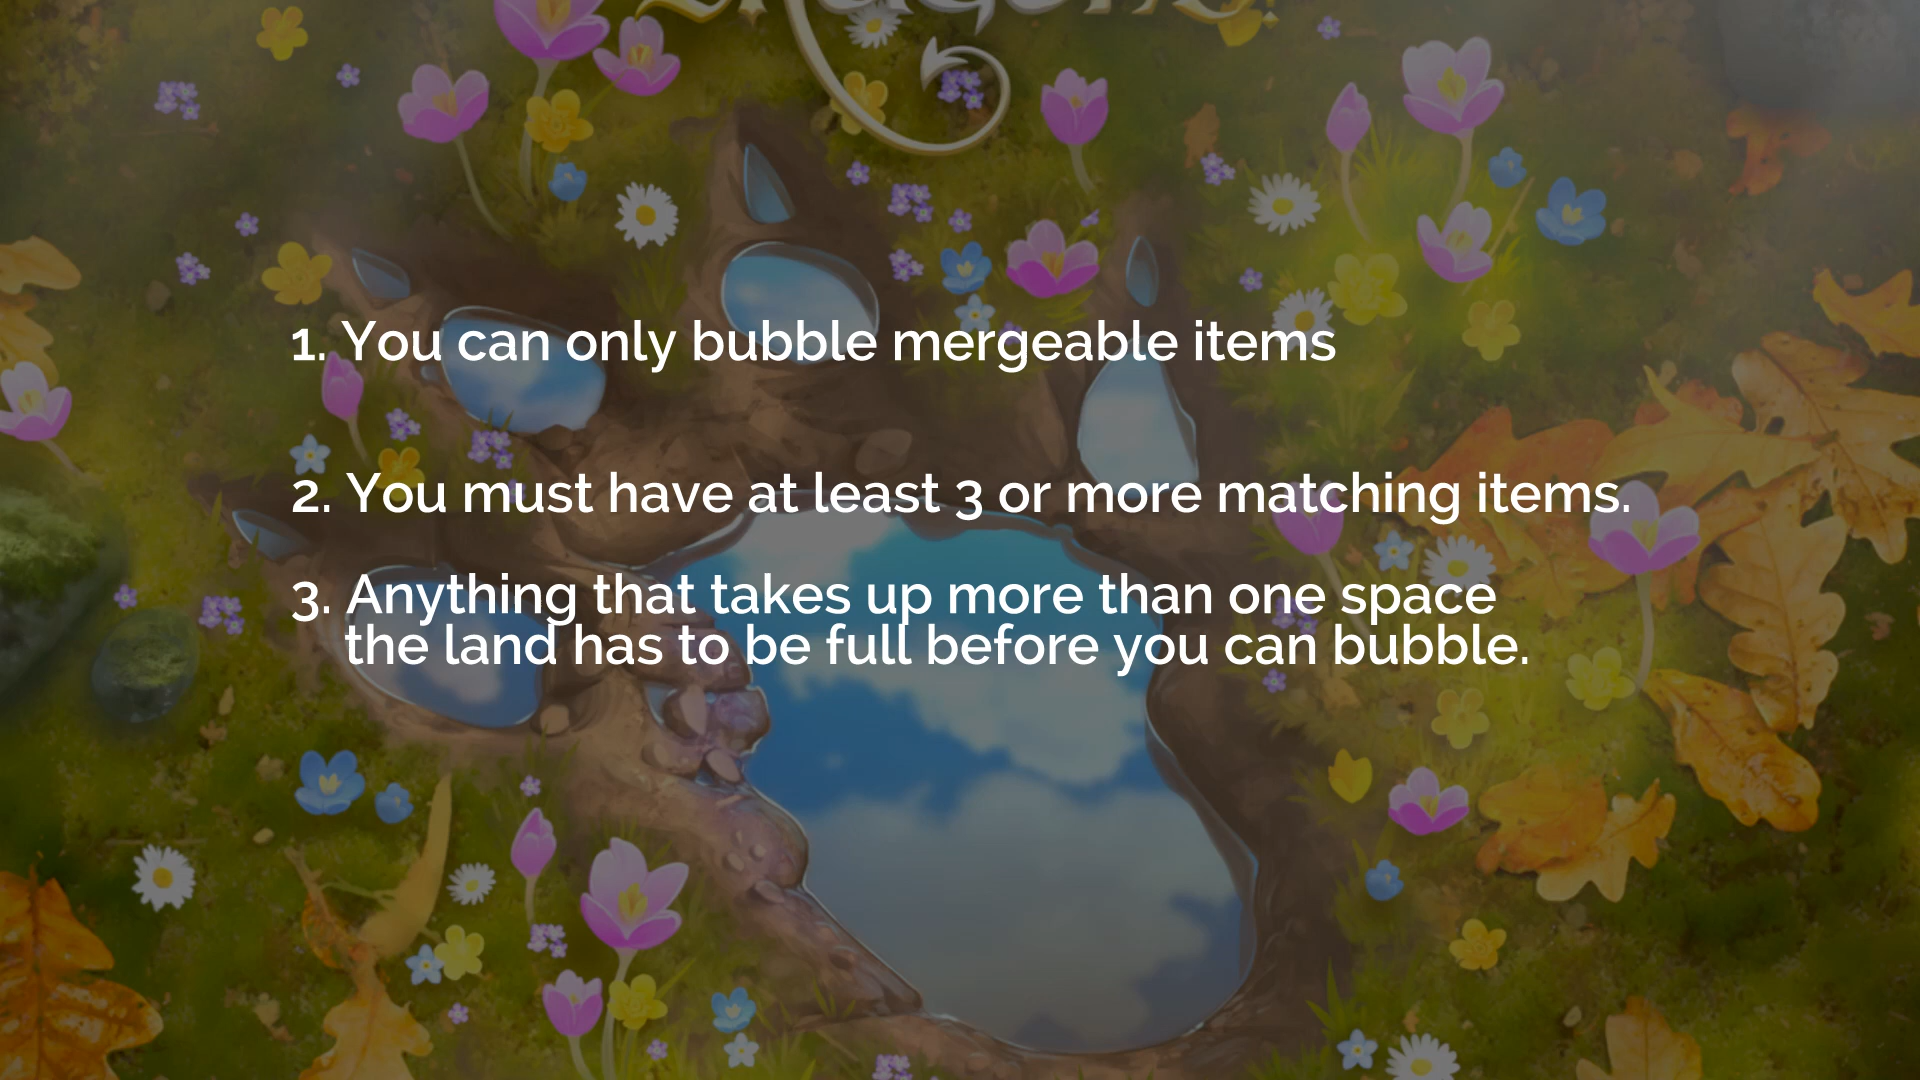 1. You can only bubble mergeable items
2. You must have at least 3 or more matching items.
3. Anything that takes up more than one space
the land has to be full before you can bubble.